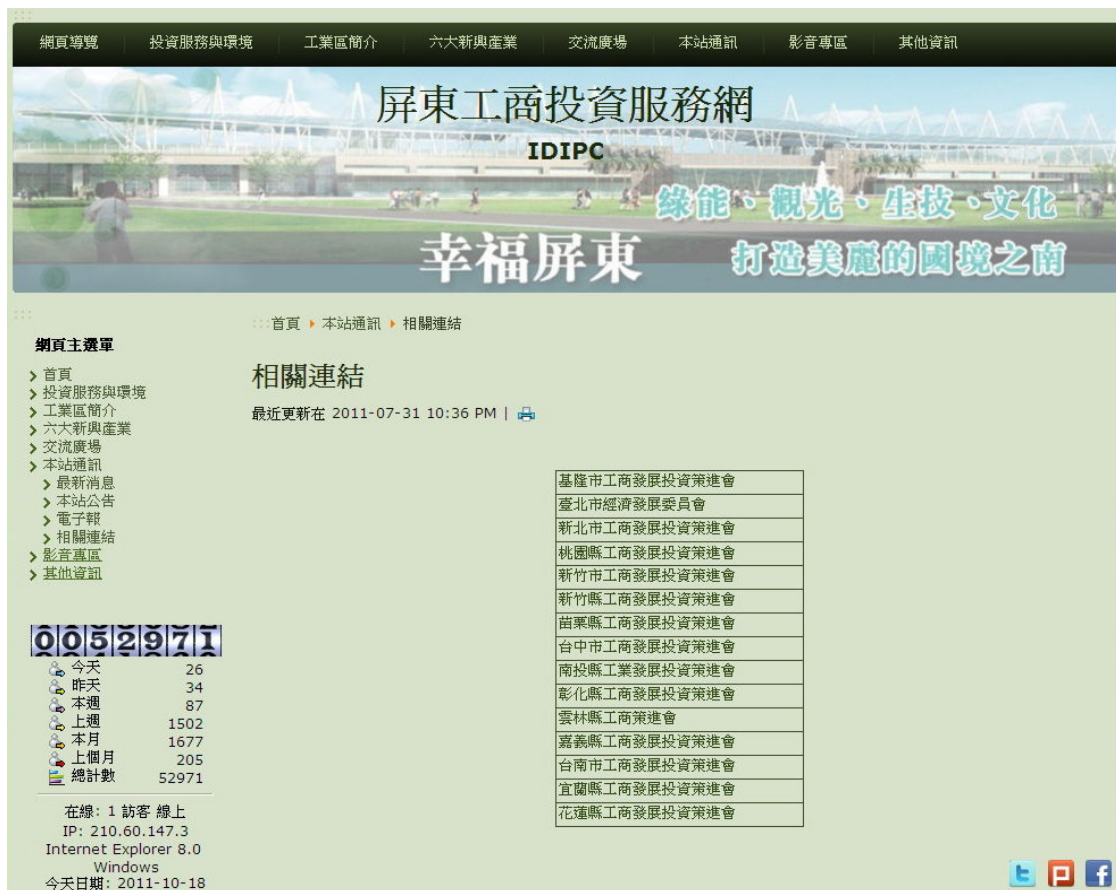 :::
網頁導覽 投資服務與環境 工業區簡介 六大新興產業 交流廣場 本站通訊 影音專區 其他資訊
屏東工商投資服務網
IDIPC
綠能、觀光、生技、文化
幸福屏東 打造美麗的國境之南
:::
網頁主選單
首頁
投資服務與環境
工業區簡介
六大新興產業
交流廣場
本站通訊
最新消息
本站公告
電子報
相關連結
影音專區
其他資訊
0052971
今天 26
昨天 34
本週 87
上週 1502
本月 1677
上個月 205
總計數 52971
在線: 1 訪客 線上
IP: 210.60.147.3
Internet Explorer 8.0
Windows
今天日期: 2011-10-18
:::首頁 本站通訊 相關連結
相關連結
最近更新在 2011-07-31 10:36 PM |
基隆市工商發展投資策進會
臺北市經濟發展委員會
新北市工商發展投資策進會
桃園縣工商發展投資策進會
新竹市工商發展投資策進會
新竹縣工商發展投資策進會
苗栗縣工商發展投資策進會
台中市工商發展投資策進會
南投縣工業發展投資策進會
彰化縣工商發展投資策進會
雲林縣工商策進會
嘉義縣工商發展投資策進會
台南市工商發展投資策進會
宜蘭縣工商發展投資策進會
花蓮縣工商發展投資策進會